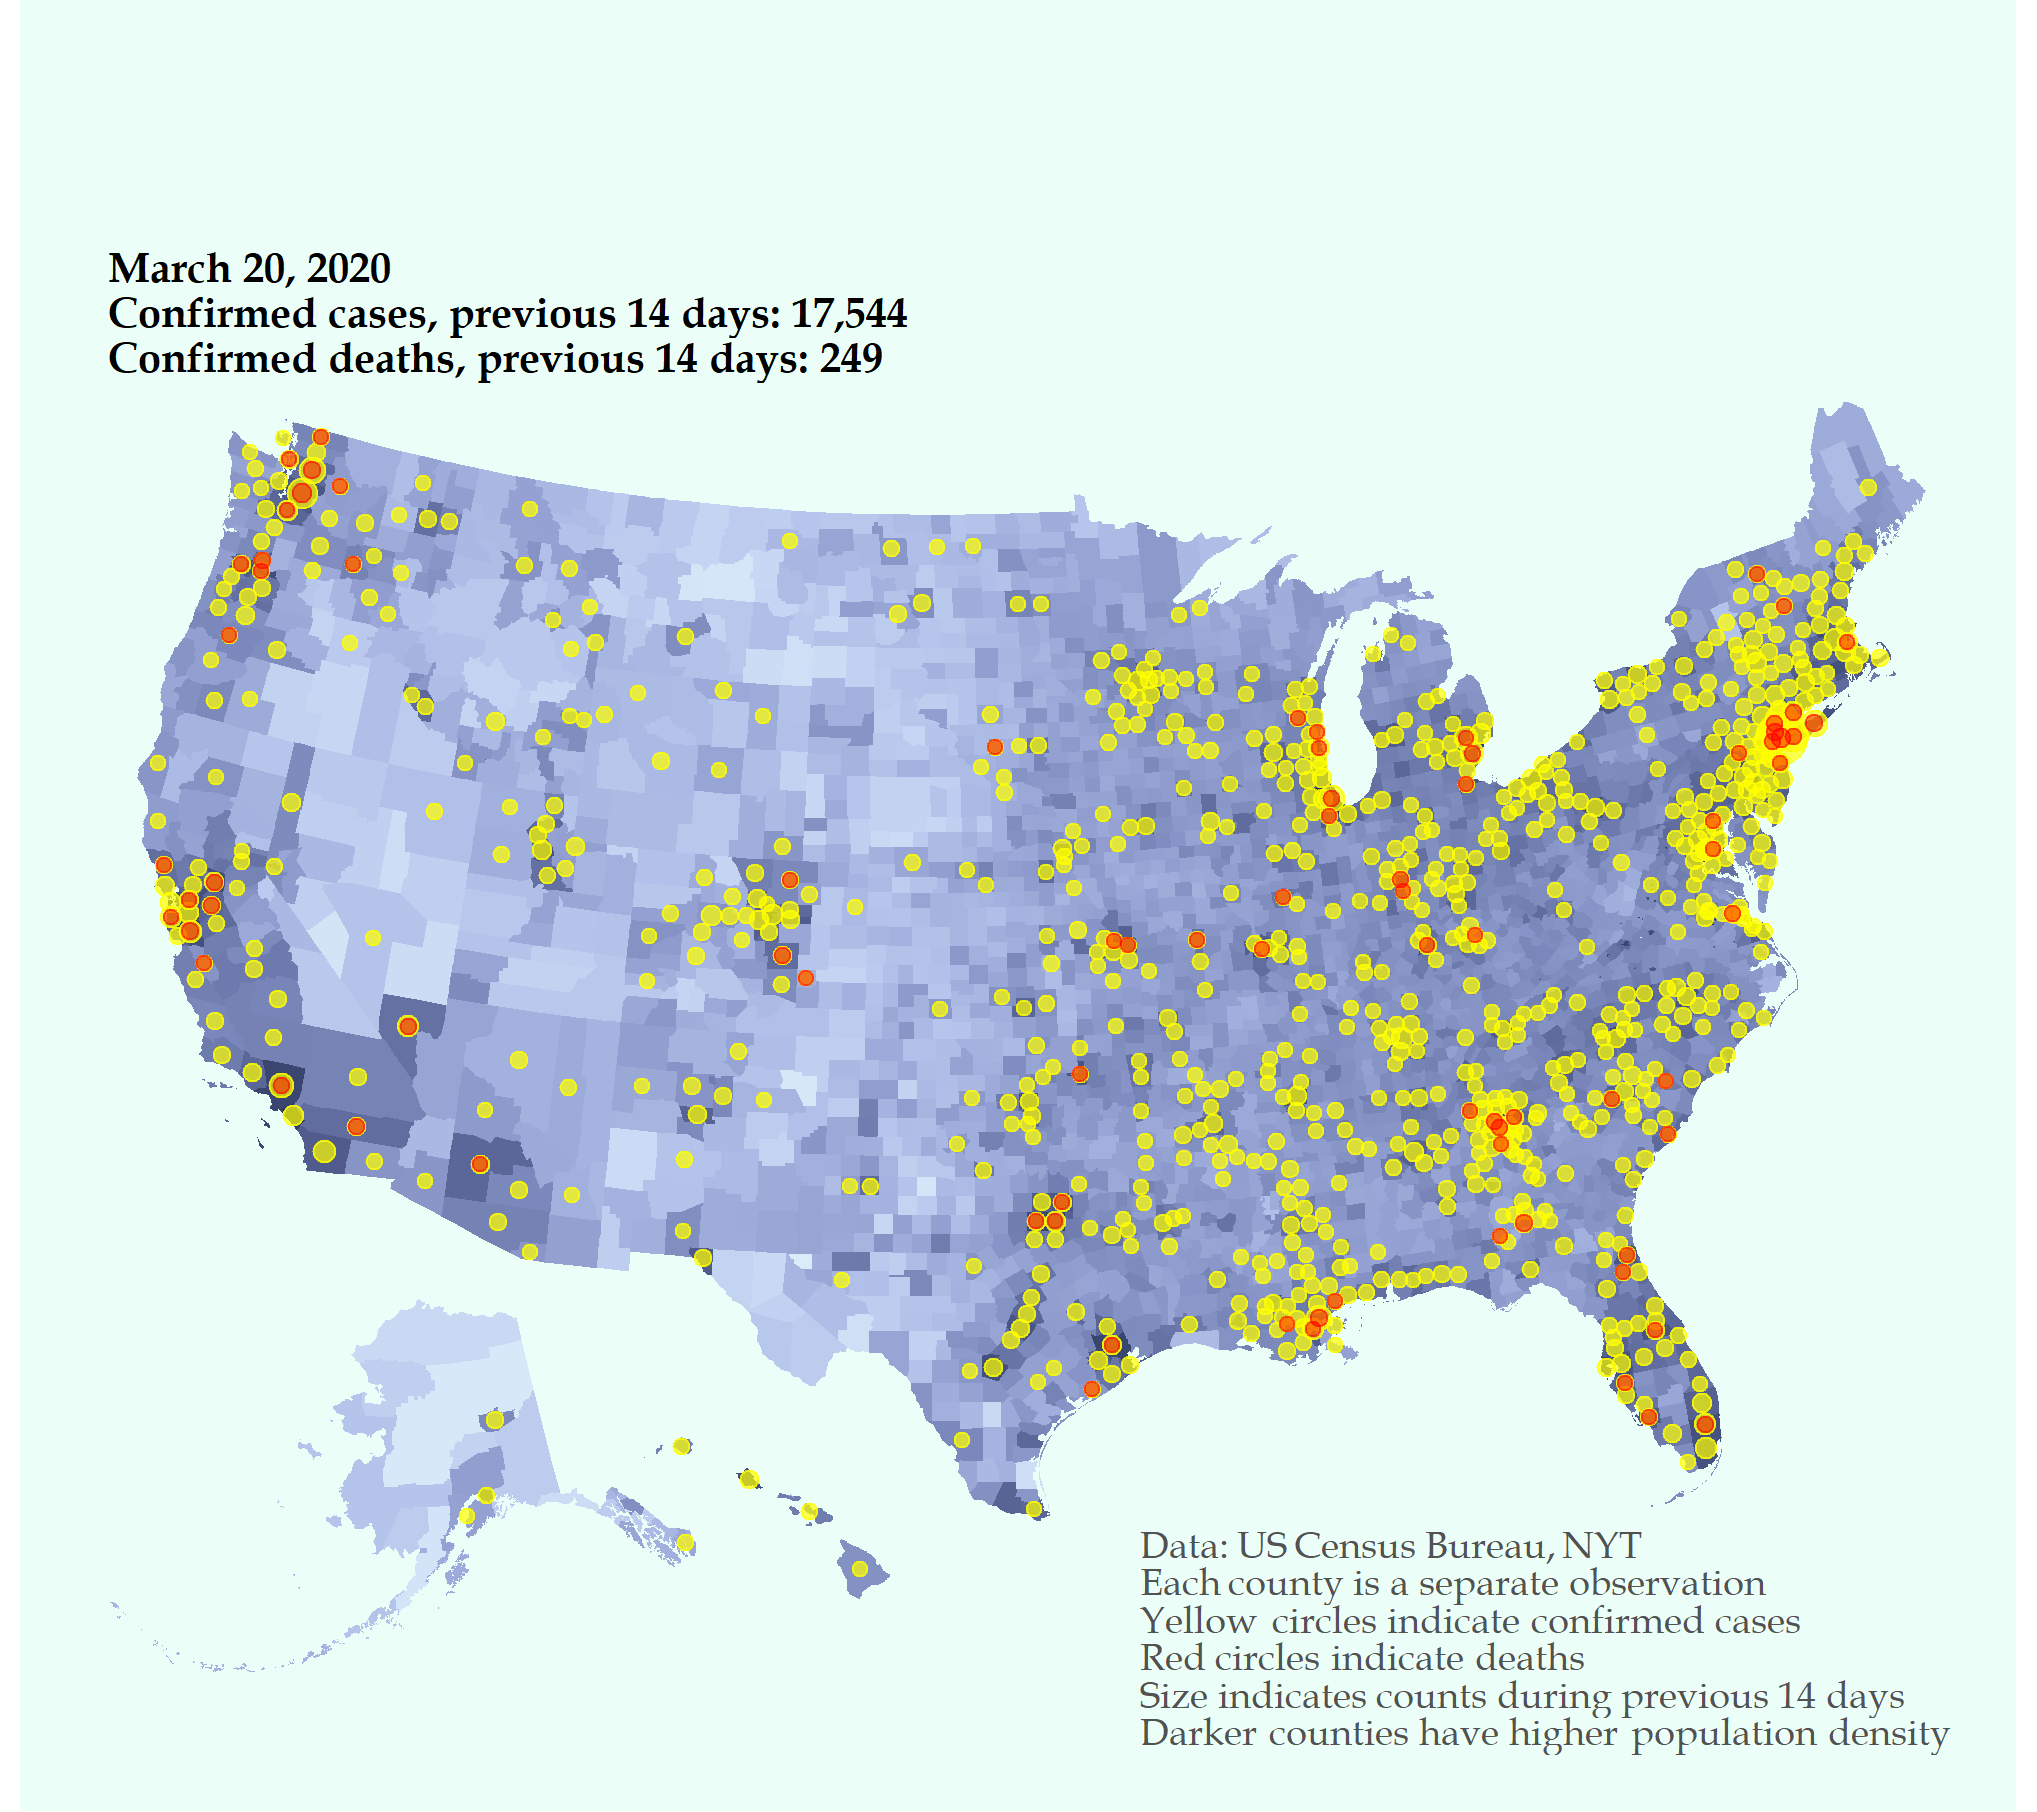 March 20, 2020
Confirmed cases, previous 14 days: 17,544
Confirmed deaths, previous 14 days: 249
Data: US Census Bureau, NYT
Each county is a separate observation
Yellow circles indicate confirmed cases
Red circles indicate deaths
Size indicates counts during previous 14 days
Darker counties have higher population density